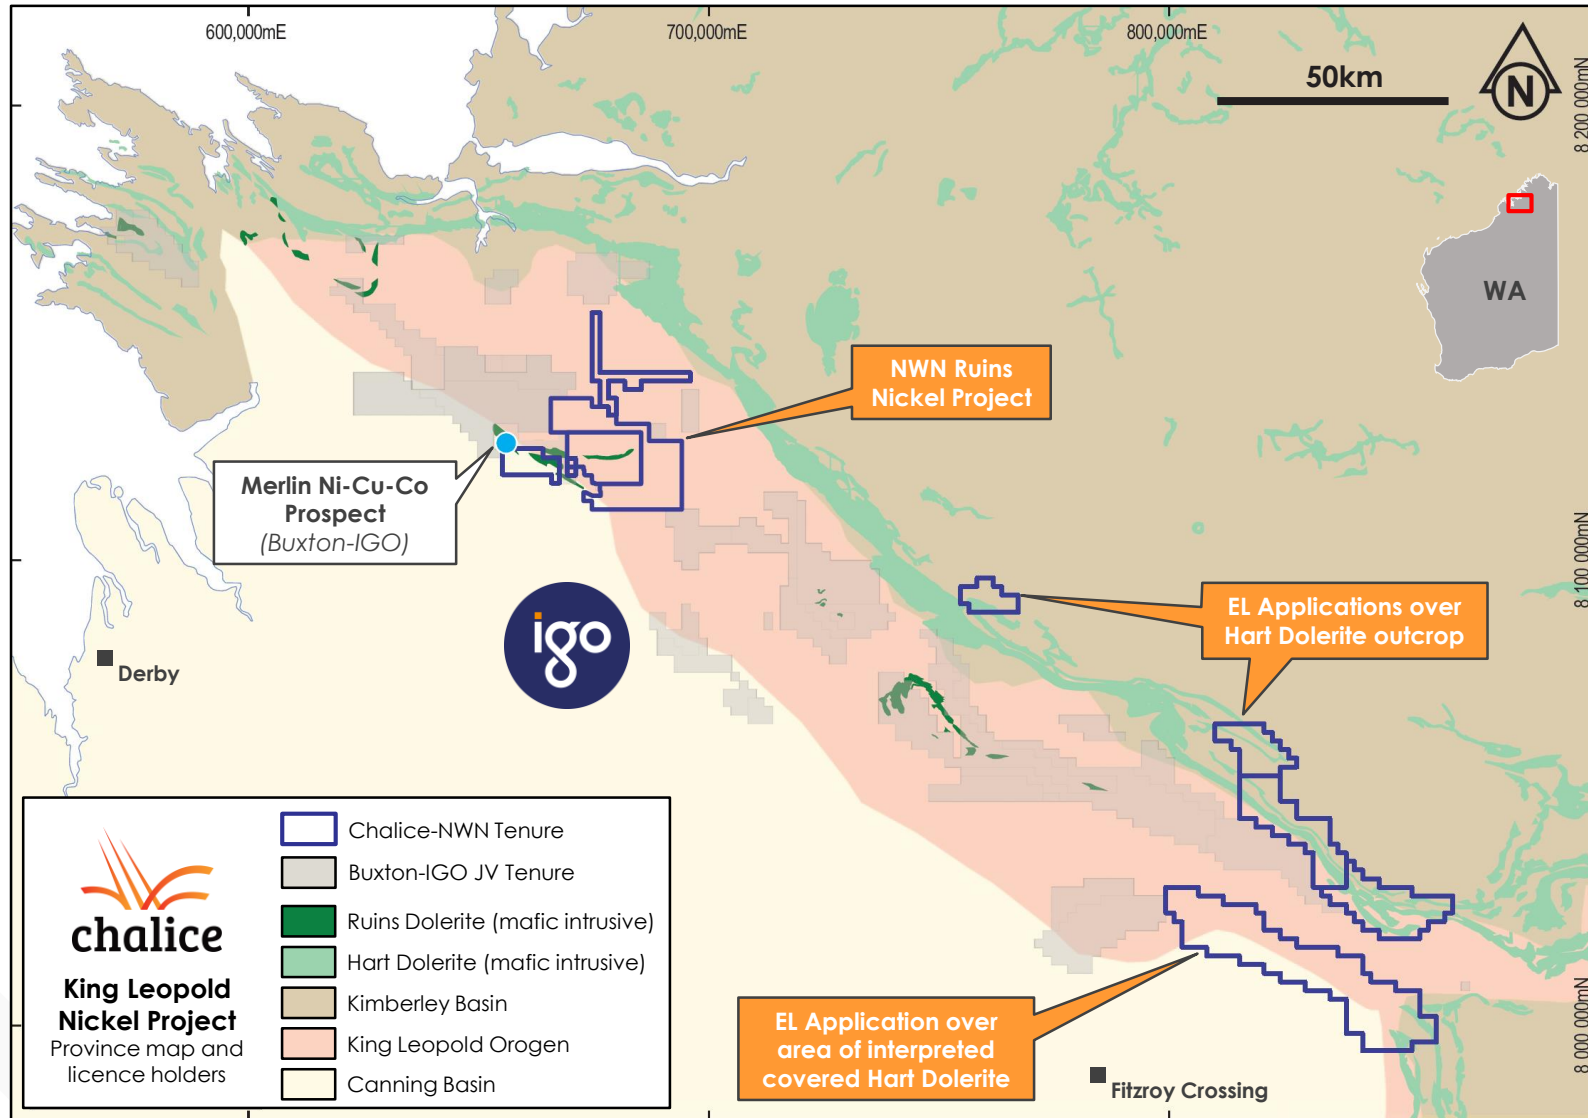 600,000mE
700,000mE
800,000mE
50km
N
8 200 000mN
WA
NWN Ruins
Nickel Project
Merlin Ni-Cu-Co
Prospect
(Buxton-IGO)
8 100 000mN
EL Applications over
Hart Dolerite outcrop
igo
Derby
chalice
King Leopold
Nickel Project
Province map and
licence holders
Chalice-NWN Tenure
Buxton-IGO JV Tenure
Ruins Dolerite (mafic intrusive)
Hart Dolerite (mafic intrusive)
Kimberley Basin
King Leopold Orogen
Canning Basin
EL Application over
area of interpreted
covered Hart Dolerite
8 000 000mN
Fitzroy Crossing